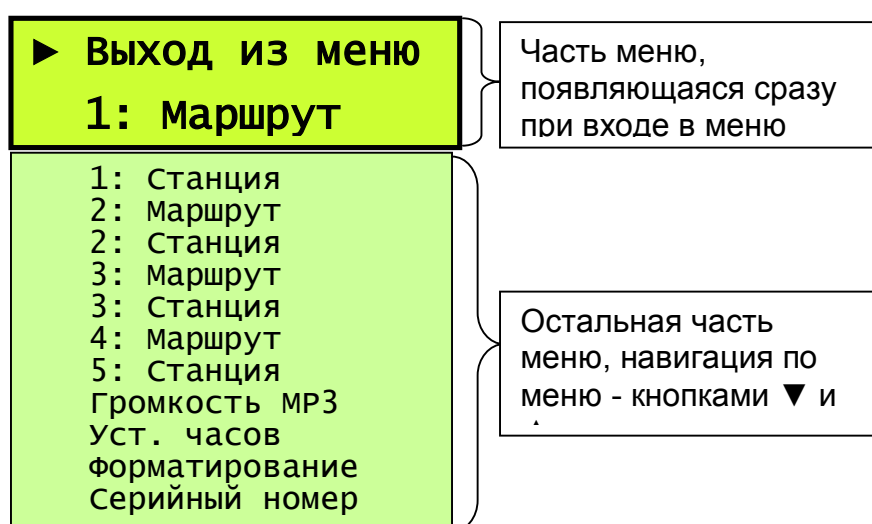 ► Выход из меню
1: Маршрут
Часть меню,
появляющаяся сразу
при входе в меню
1: Станция
2: Маршрут
2: Станция
3: Маршрут
3: Станция
4: Маршрут
5: Станция
Громкость MP3
Уст. часов
Форматирование
Серийный номер
Остальная часть
меню, навигация по
меню - кнопками ▼ и